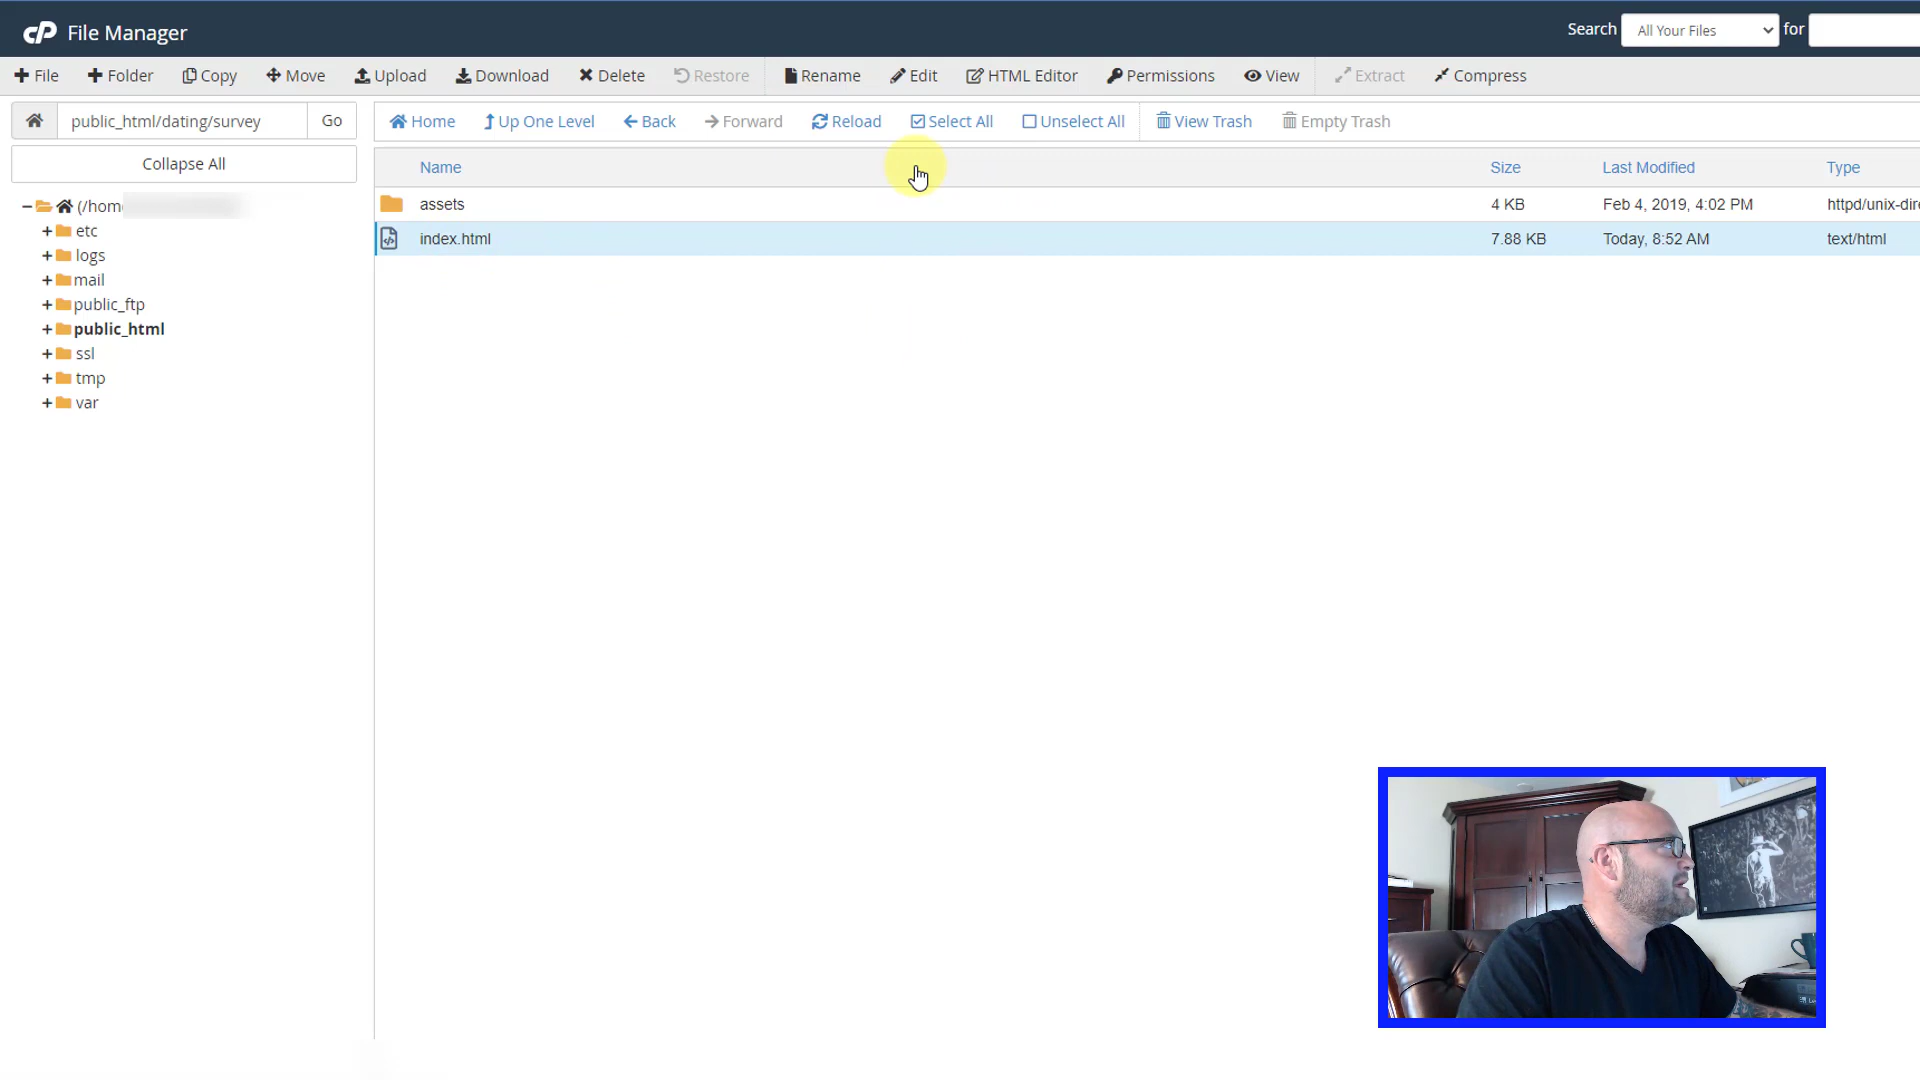 cP File Manager
Search All Your Files for
File Folder Copy Move Upload Download Delete Restore Rename Edit HTML Editor Permissions View Extract Compress
public_html/dating/survey Go
Home Up One Level Back Forward Reload Select All Unselect All View Trash Empty Trash
Collapse All
Name Size Last Modified Type
assets 4 KB Feb 4, 2019, 4:02 PM
index.html 7.88 KB Today, 8:52 AM text/html
(/home
etc
logs
mail
public_ftp
public_html
ssl
tmp
var